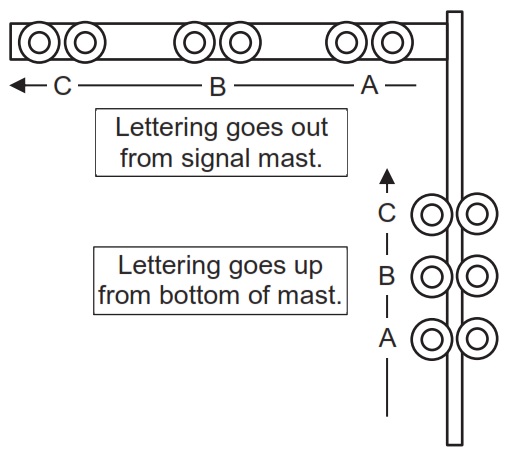 C B A
Lettering goes out
from signal mast.
C
Lettering goes up
from bottom of mast.
B
A